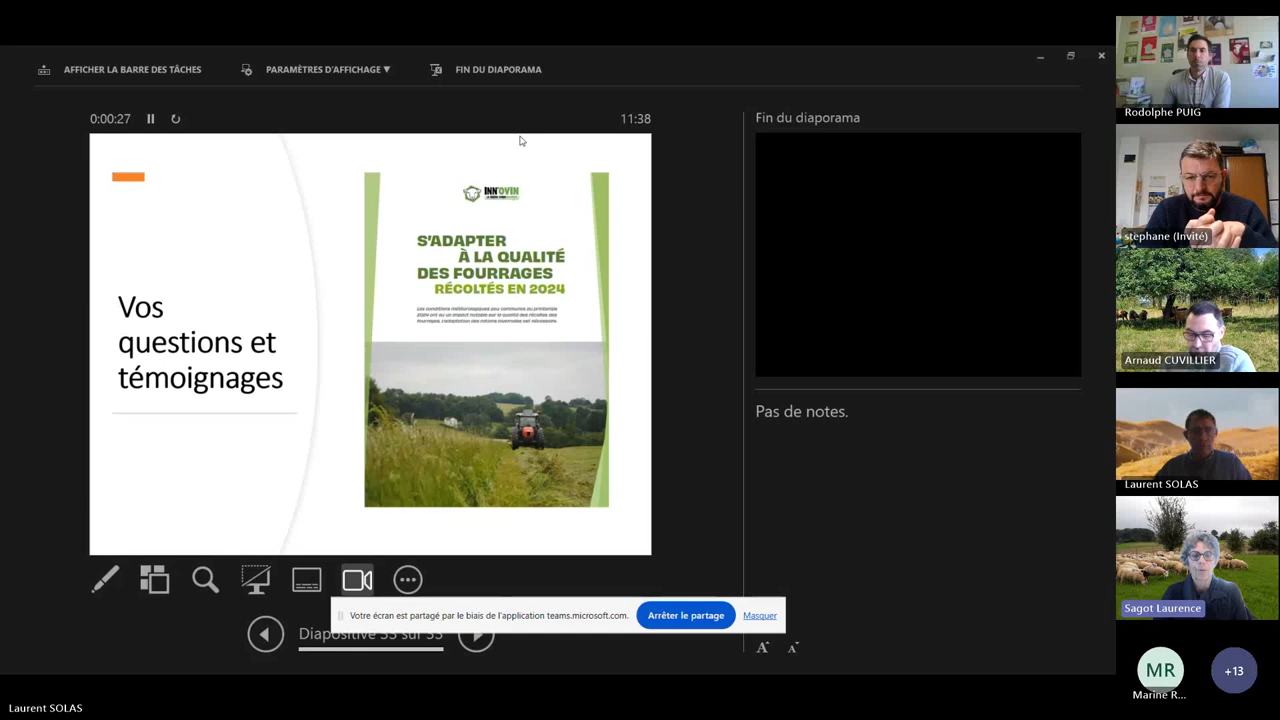 AFFICHER LA BARRE DES TÂCHES
PARAMÈTRES D'AFFICHAGE ▼
FIN DU DIAPORAMA
0:00:27
11:38
Fin du diaporama
INN'OVIN
S'ADAPTER
À LA QUALITÉ
DES FOURRAGES
RÉCOLTÉS EN 2024
Vos
questions et
témoignages
Pas de notes.
Votre écran est partagé par le biais de l'application teams.microsoft.com.
Arrêter le partage
Masquer
Diapositive 33 sur 33
A
A
Rodolphe PUIG
stephane (Invité)
Arnaud CUVILLIER
Laurent SOLAS
Sagot Laurence
MR
+13
Marine R...
Laurent SOLAS